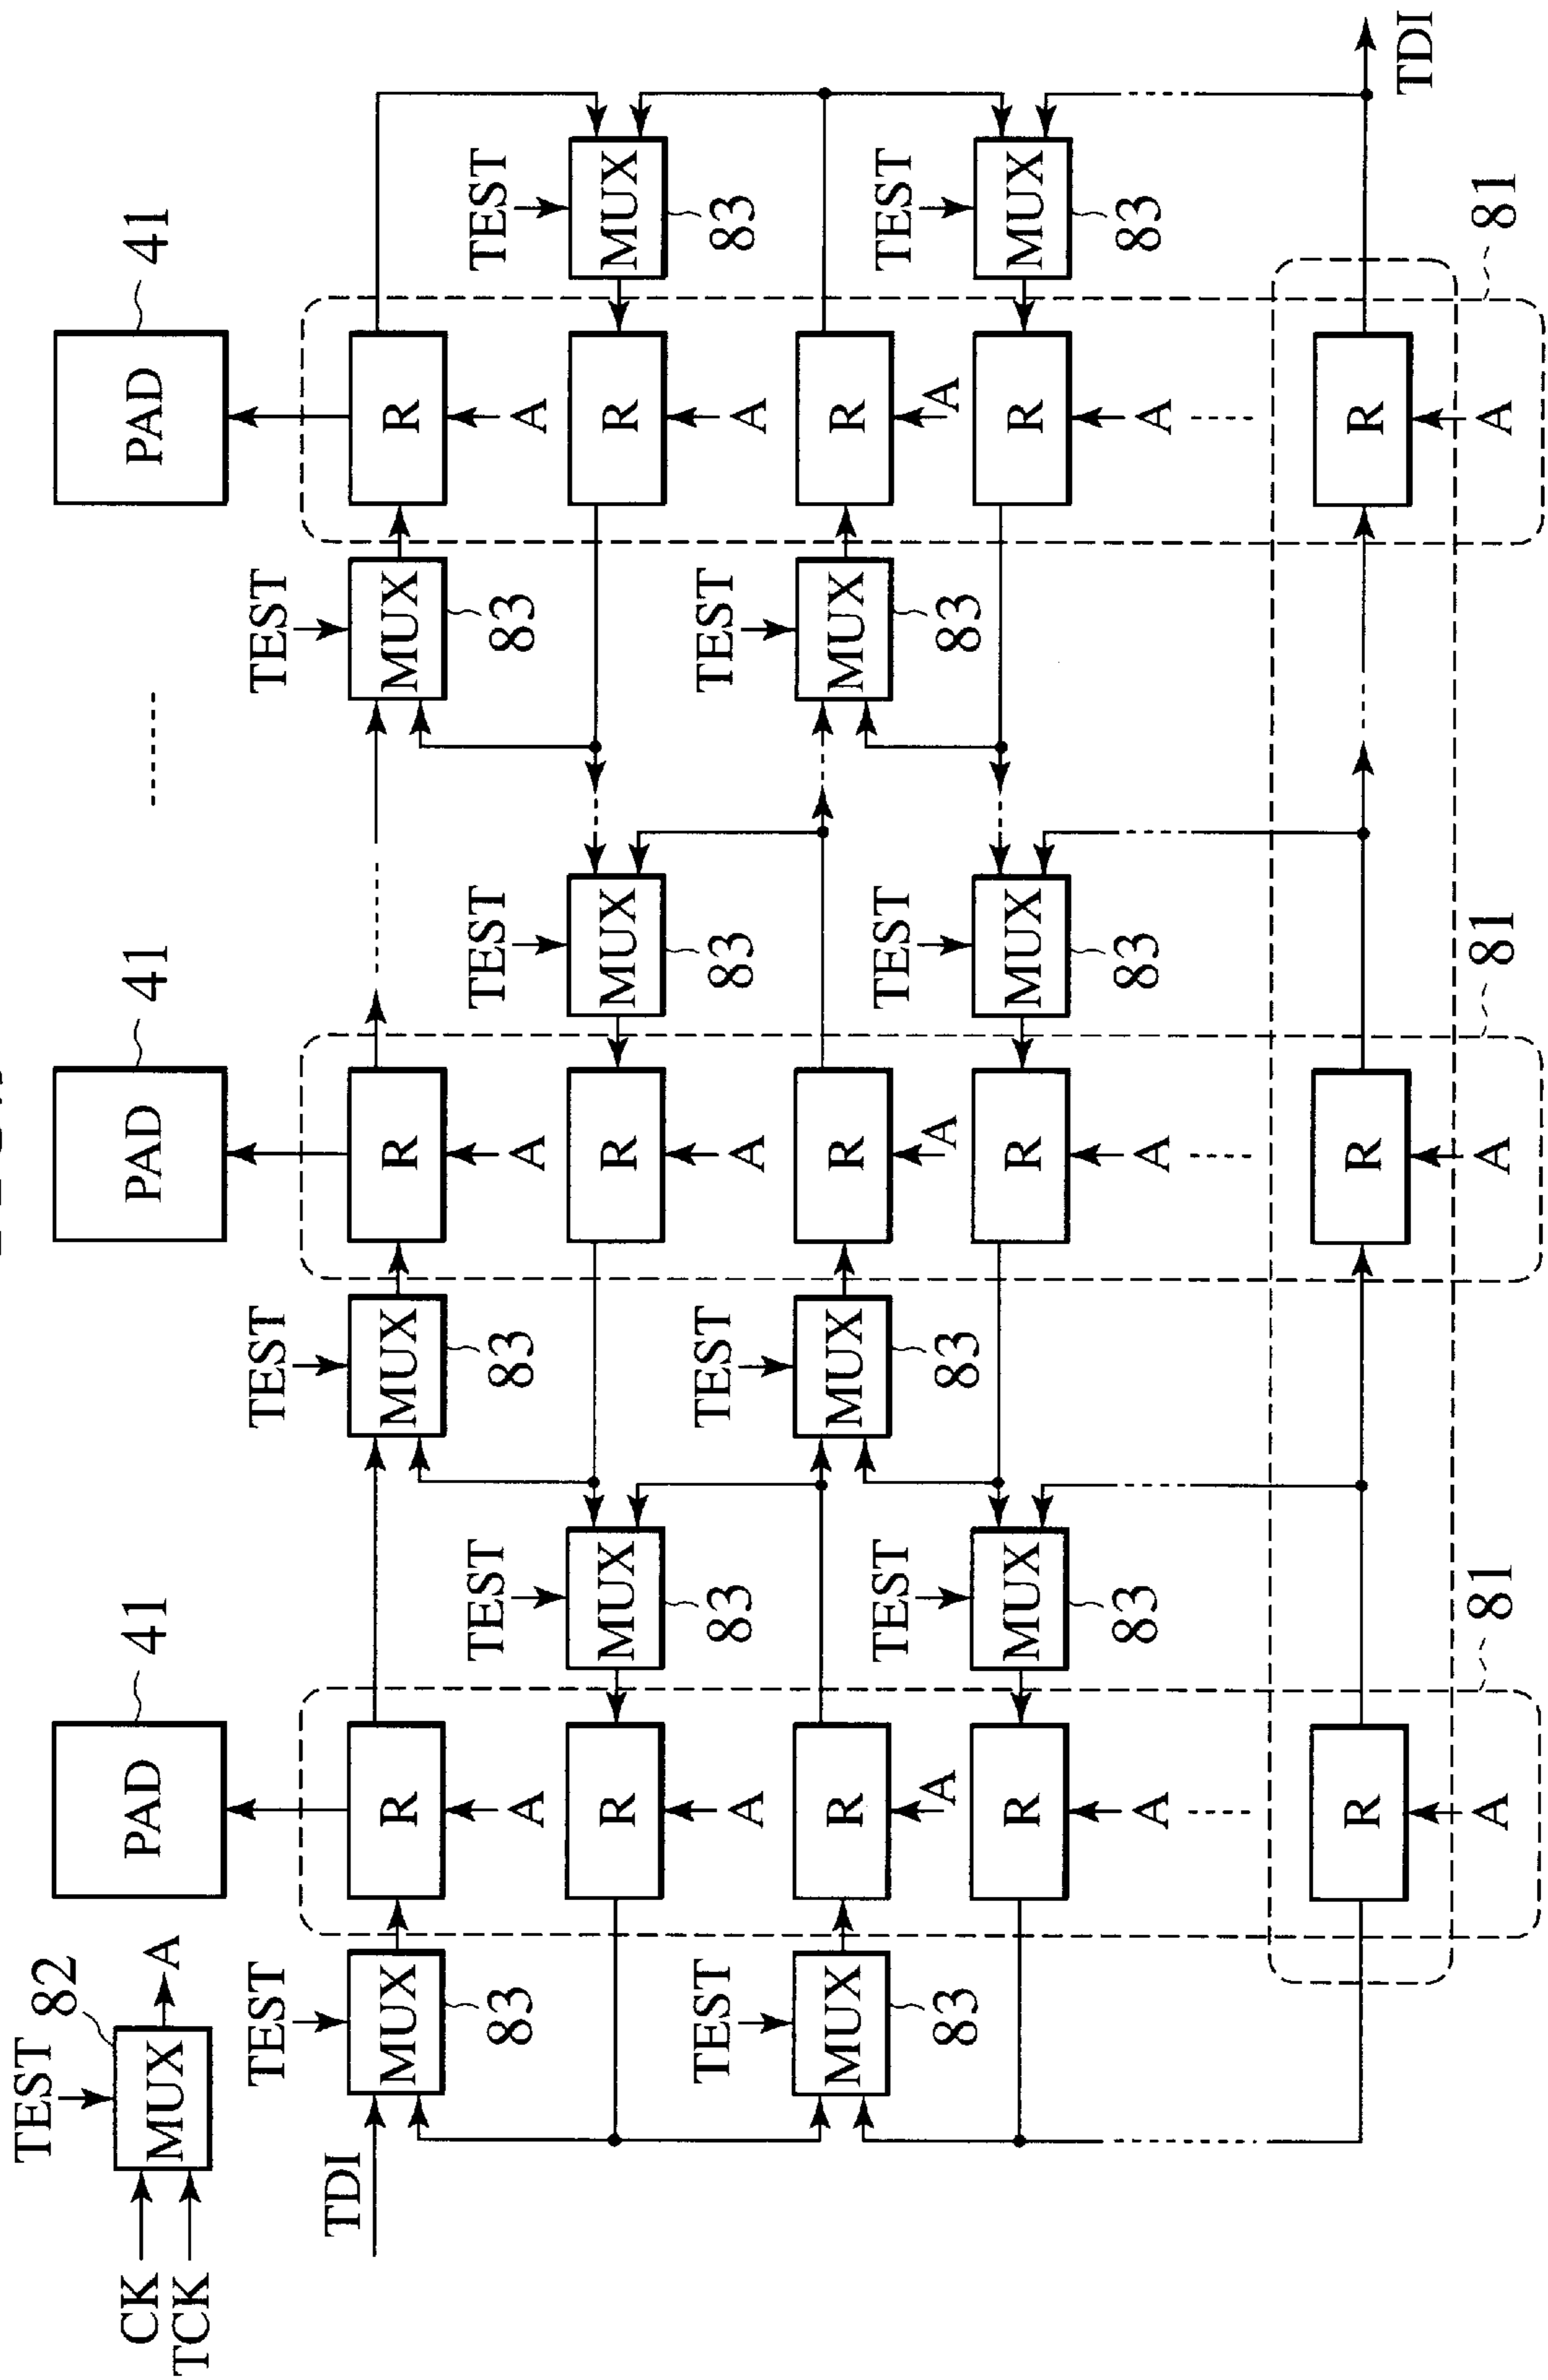 TEST 82
CK MUX A
TCK
41 41 41
PAD PAD PAD
TEST TEST TEST
TDI
MUX R MUX R MUX R
83 A 83 A 83 A
TEST TEST TEST
R MUX R MUX R MUX
A 83 A 83 A 83
TEST TEST TEST
MUX R MUX R MUX R
83 A 83 A 83 A
TEST TEST TEST
R MUX R MUX R MUX
A 83 A 83 A 83
R R R
TDI
A 81 A 81 A 81